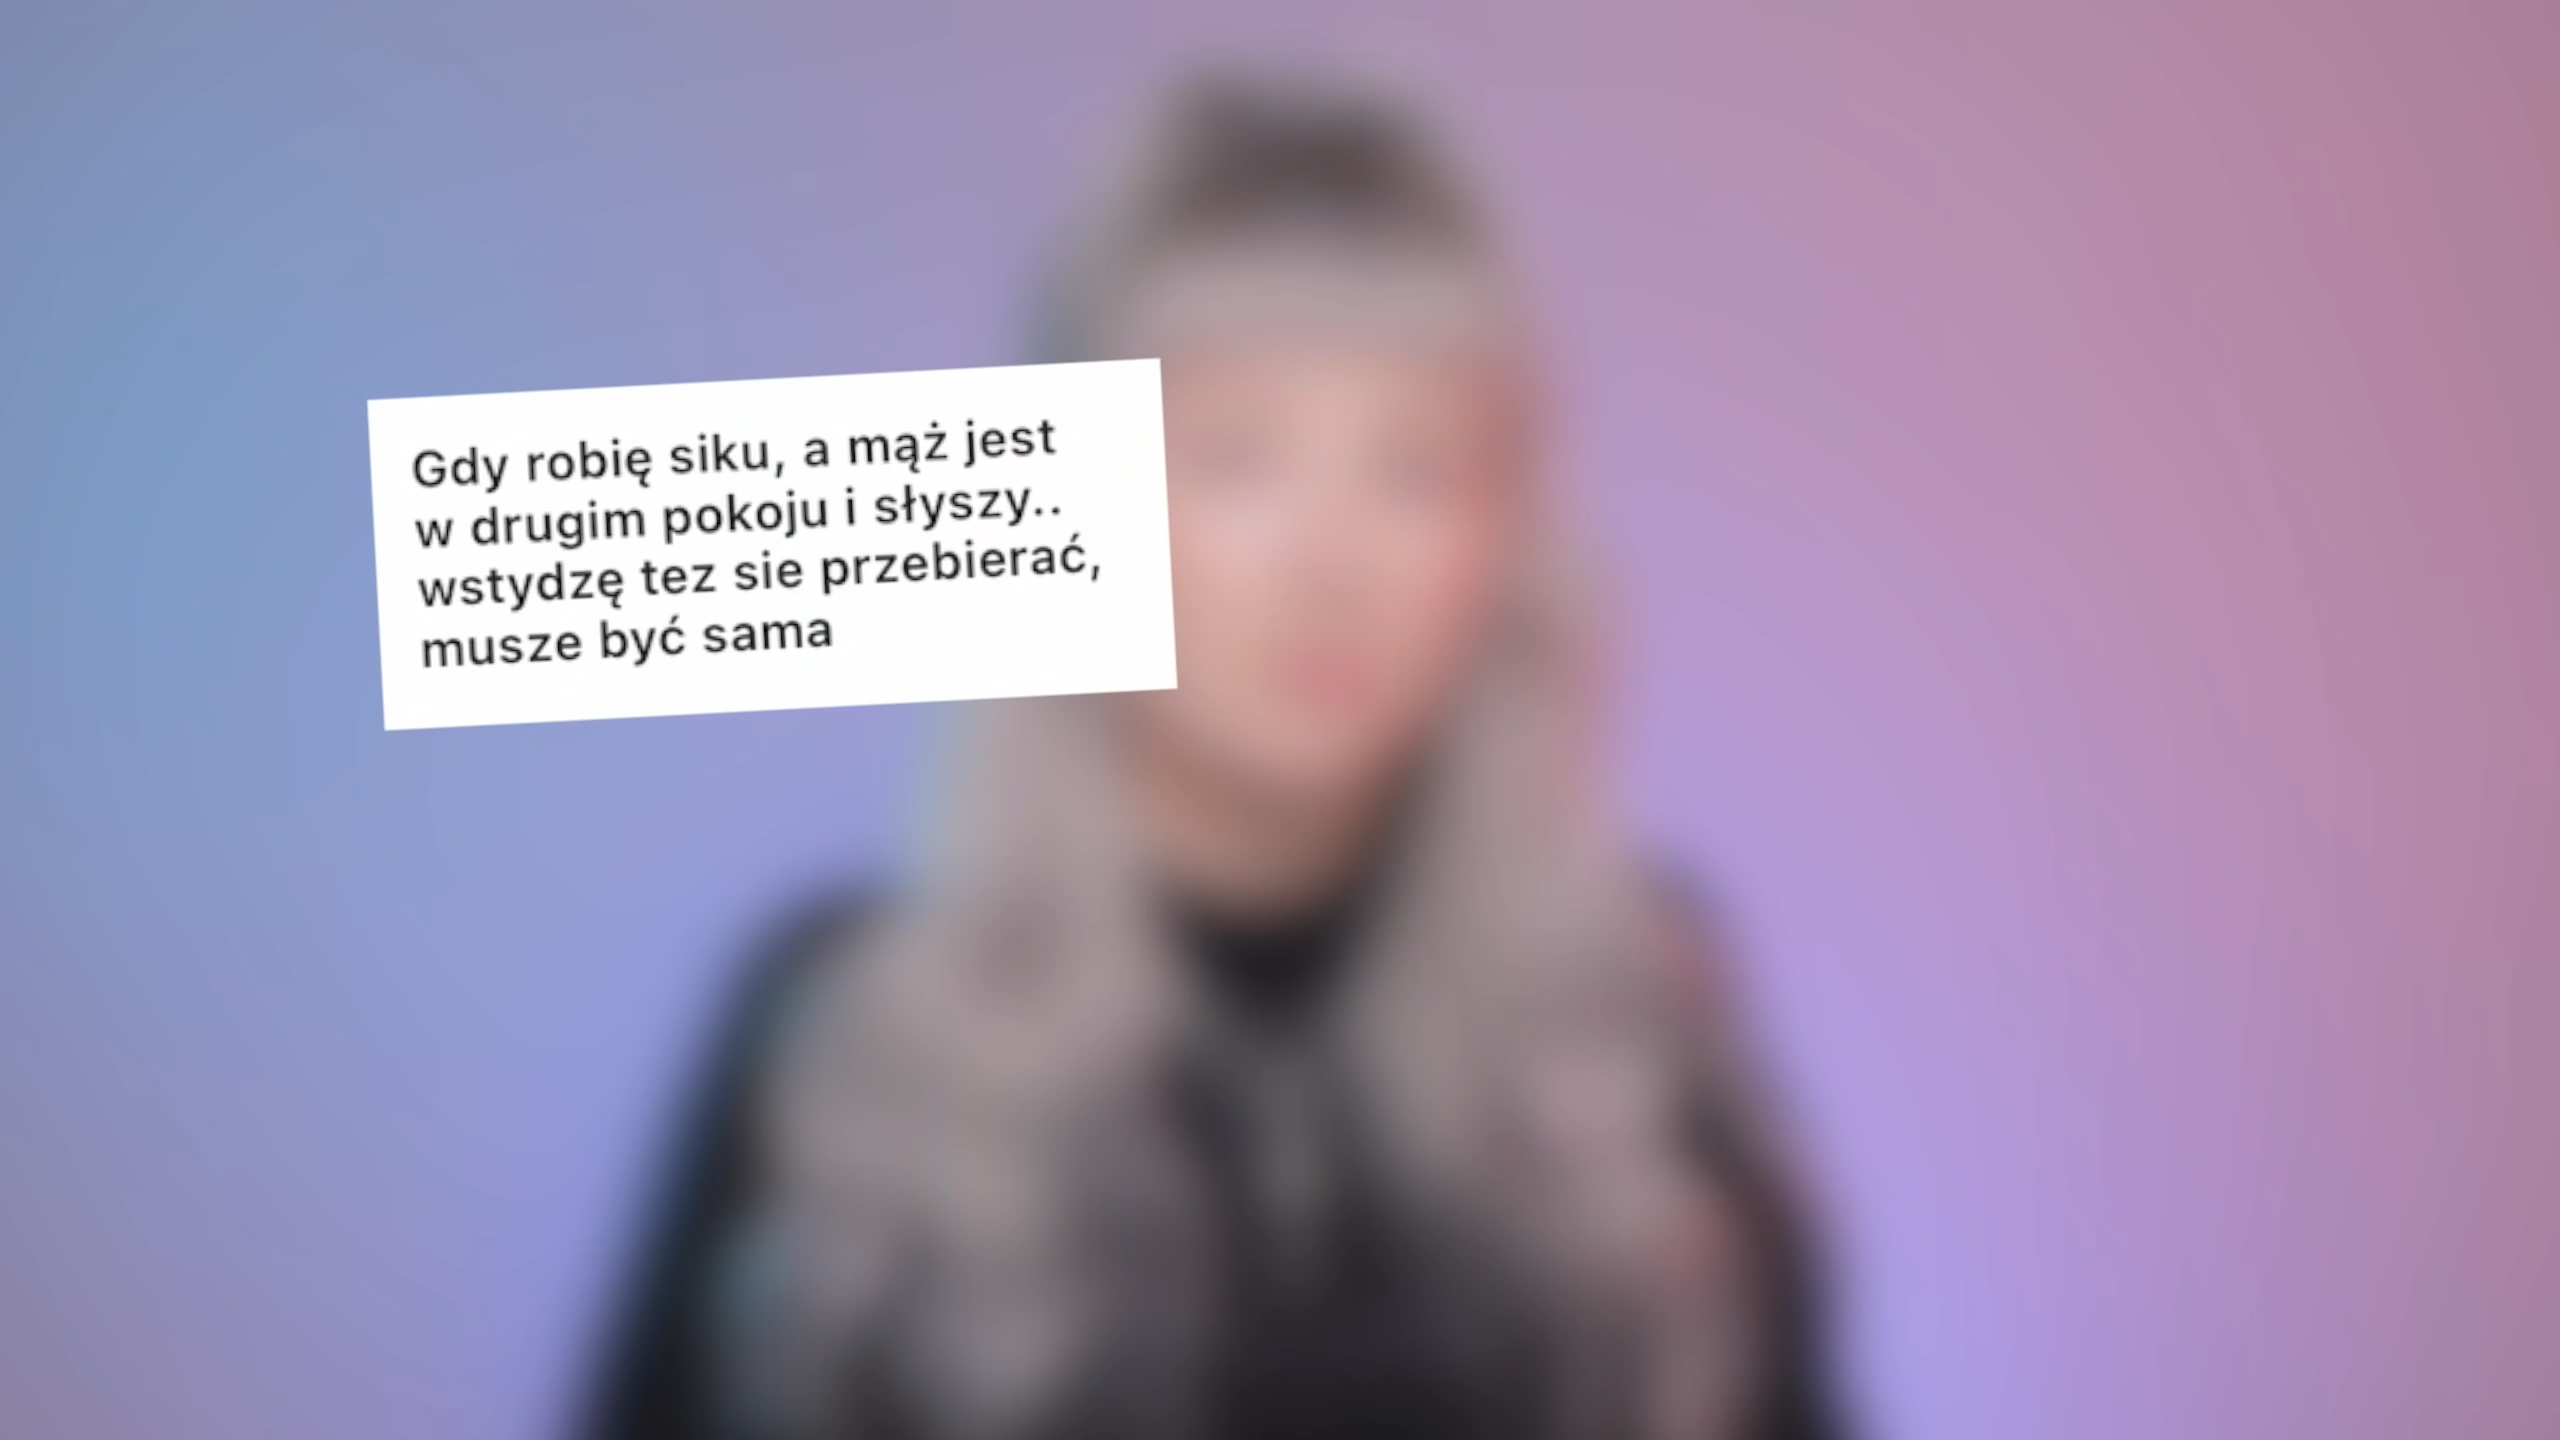 Gdy robię siku, a mąż jest
w drugim pokoju i słyszy..
wstydzę tez sie przebierać,
musze być sama